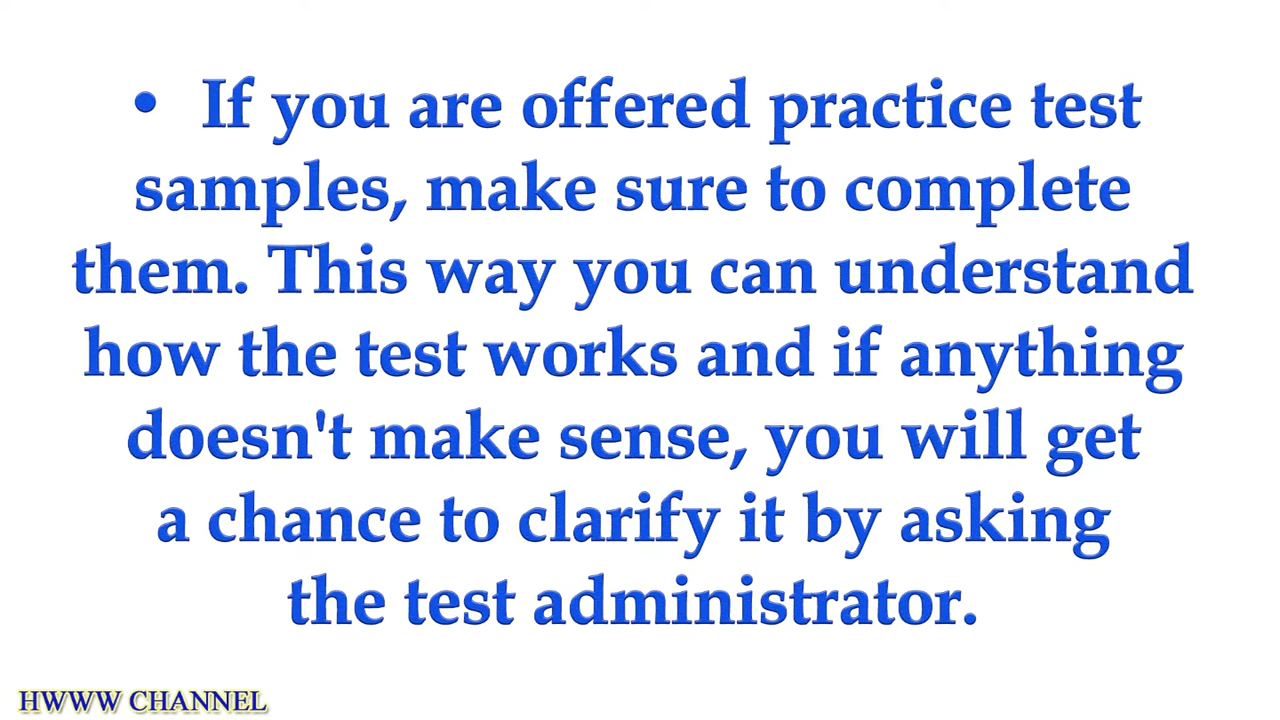 • If you are offered practice test
samples, make sure to complete
them. This way you can understand
how the test works and if anything
doesn't make sense, you will get
a chance to clarify it by asking
the test administrator.
HWWW CHANNEL